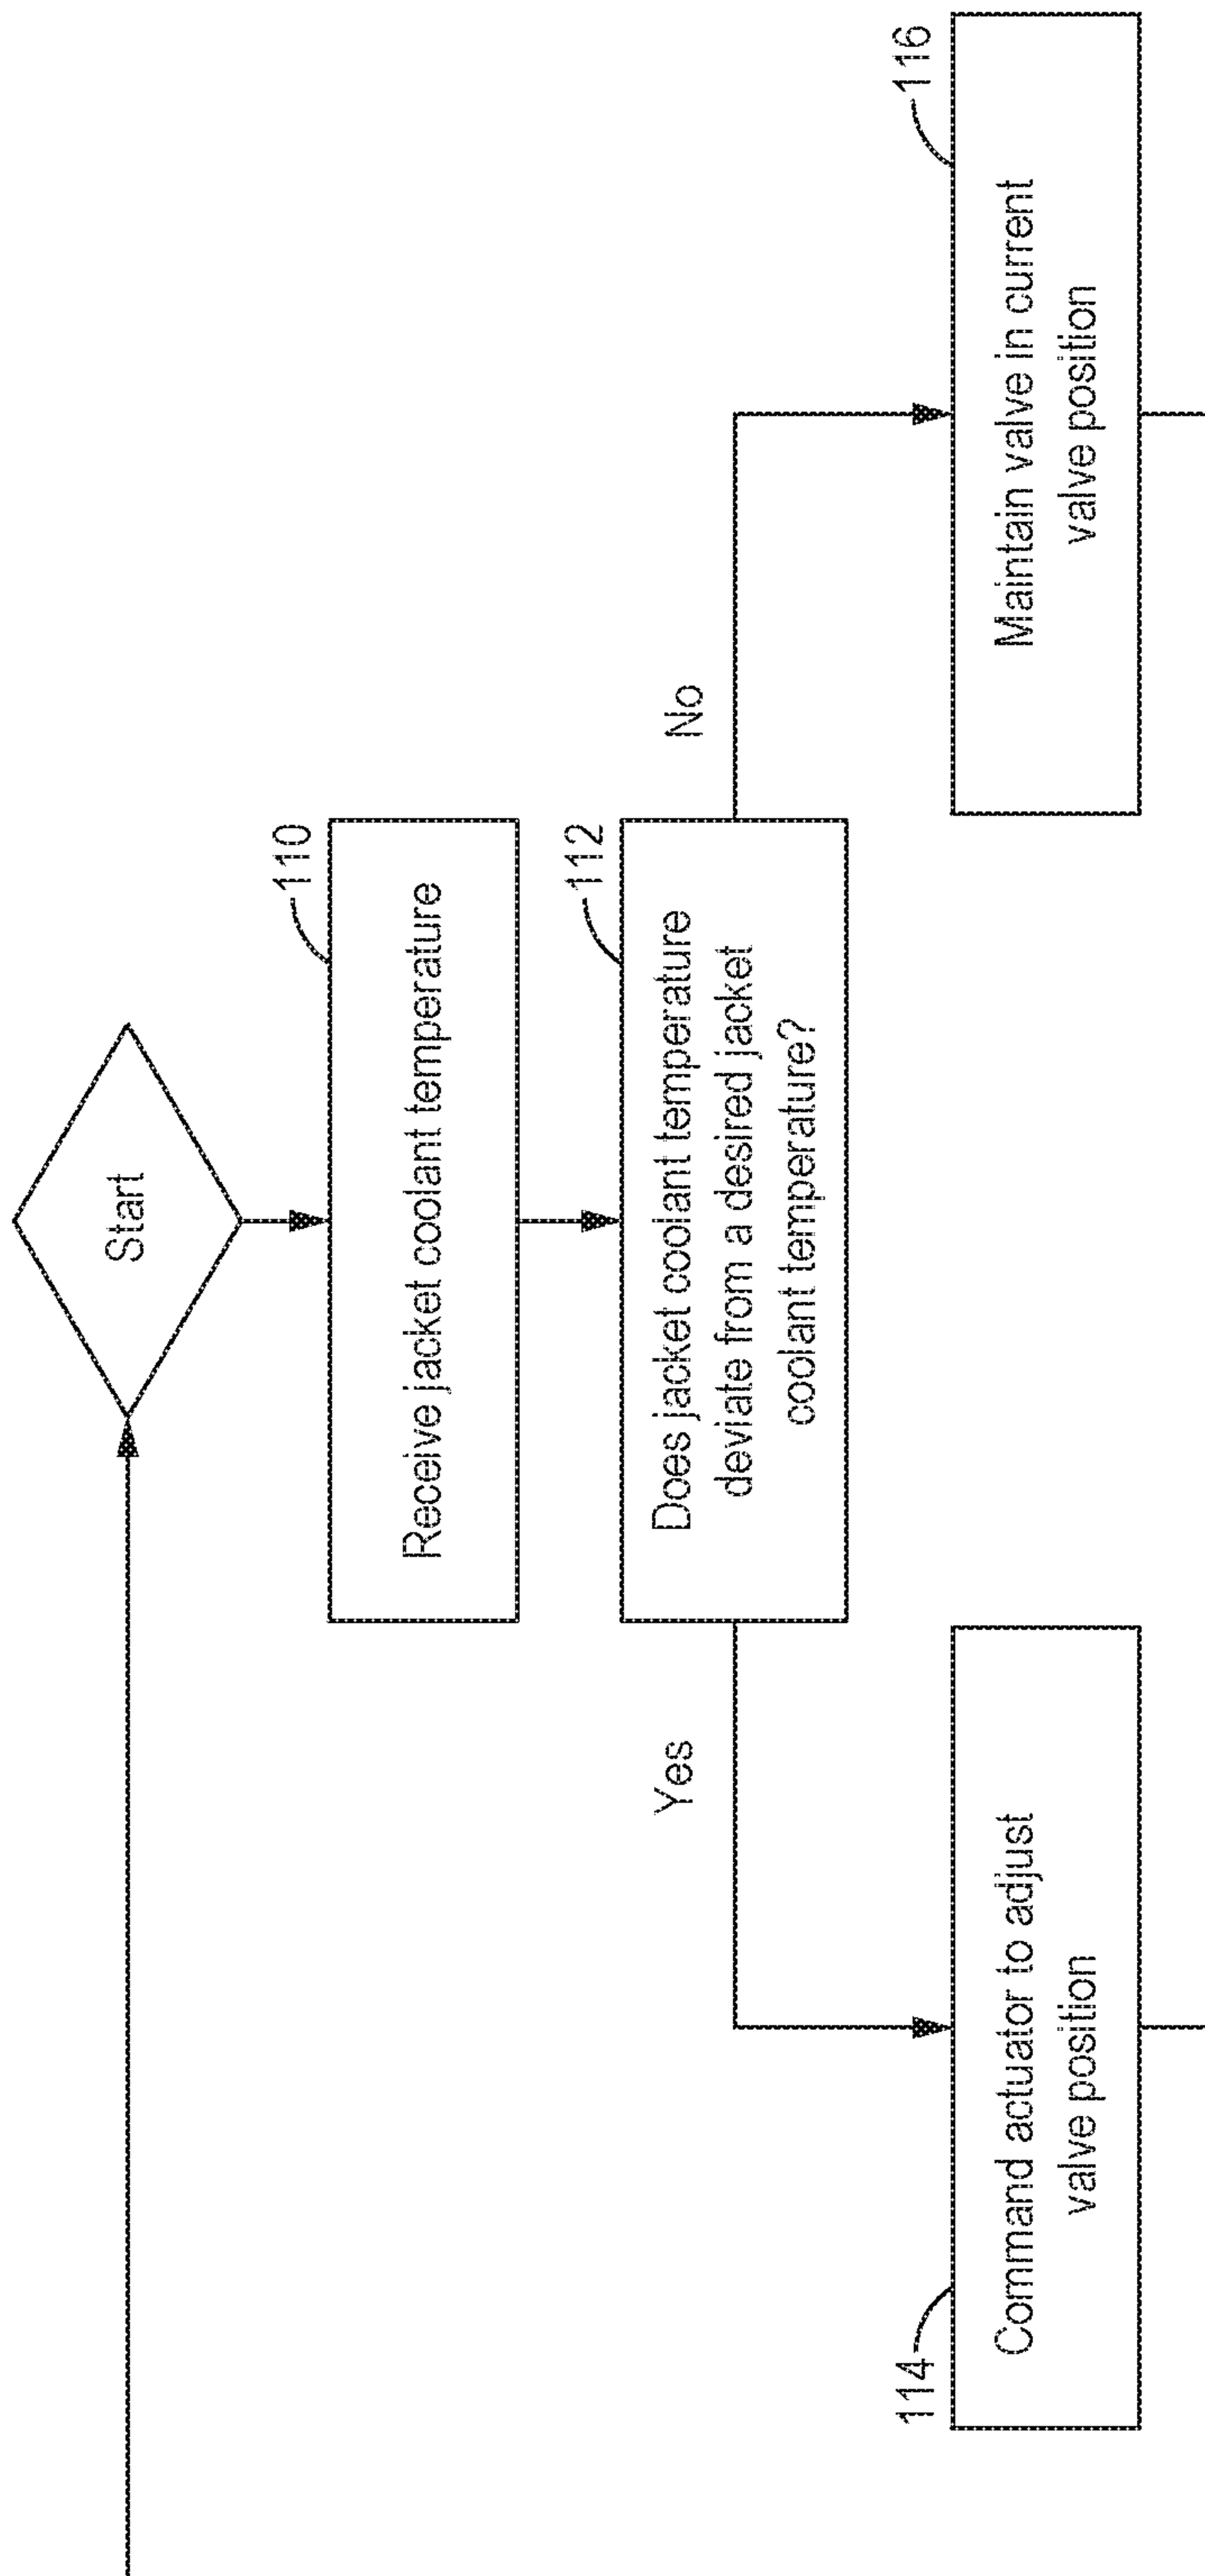 Start
110
Receive jacket coolant temperature
112
Does jacket coolant temperature
deviate from a desired jacket
coolant temperature?
Yes
No
114
Command actuator to adjust
valve position
116
Maintain valve in current
valve position